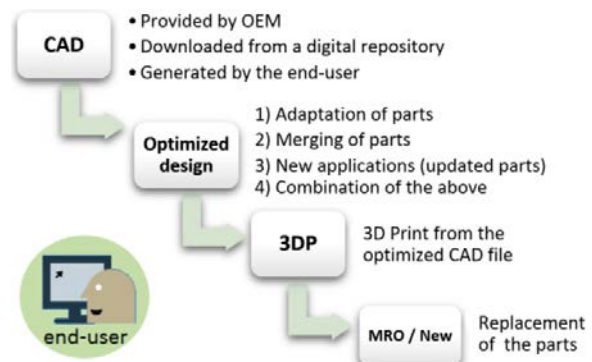 CAD
• Provided by OEM
• Downloaded from a digital repository
• Generated by the end-user
Optimized
design
1) Adaptation of parts
2) Merging of parts
3) New applications (updated parts)
4) Combination of the above
3DP
3D Print from the
optimized CAD file
MRO / New
Replacement
of the parts
end-user